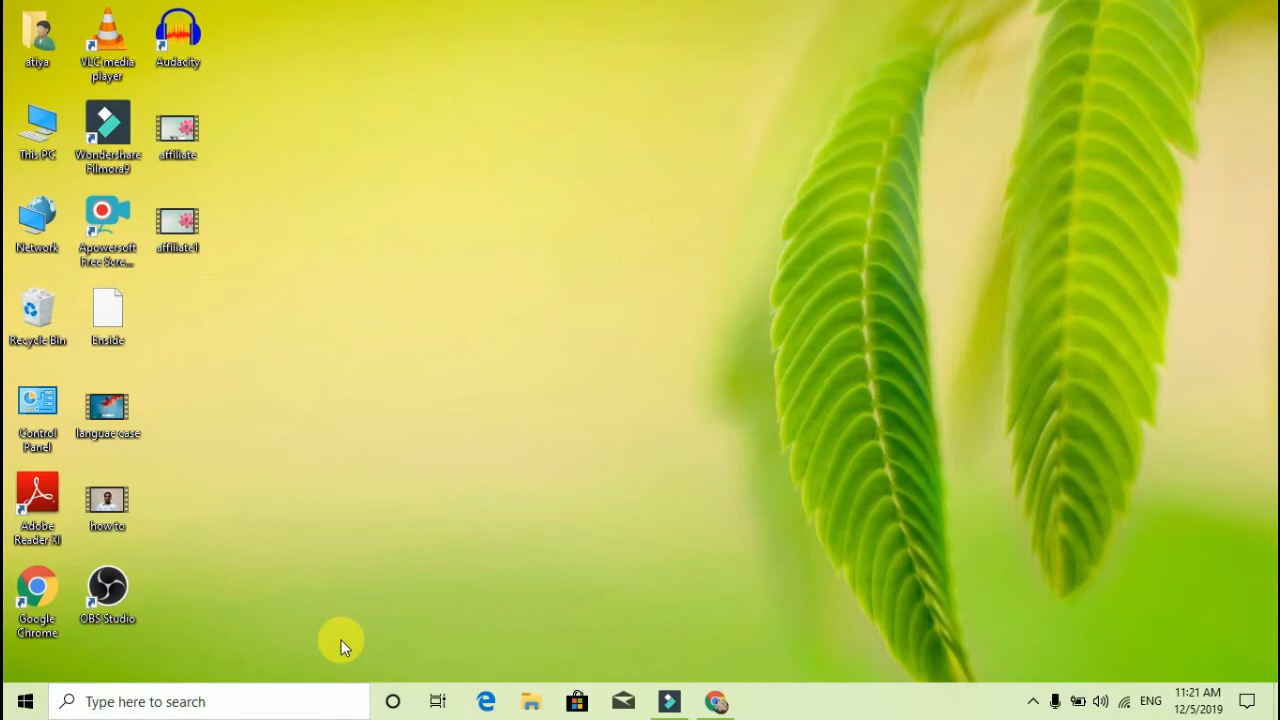 atiya
VLC media
player
Audacity
This PC
Wondershare
Filmora9
affiliate
Network
Apowersoft
Free Scre...
affiliate1
Recycle Bin
Enside
Control
Panel
languae case
Adobe
Reader XI
how to
Google
Chrome
OBS Studio
Type here to search
ENG
11:21 AM
12/5/2019